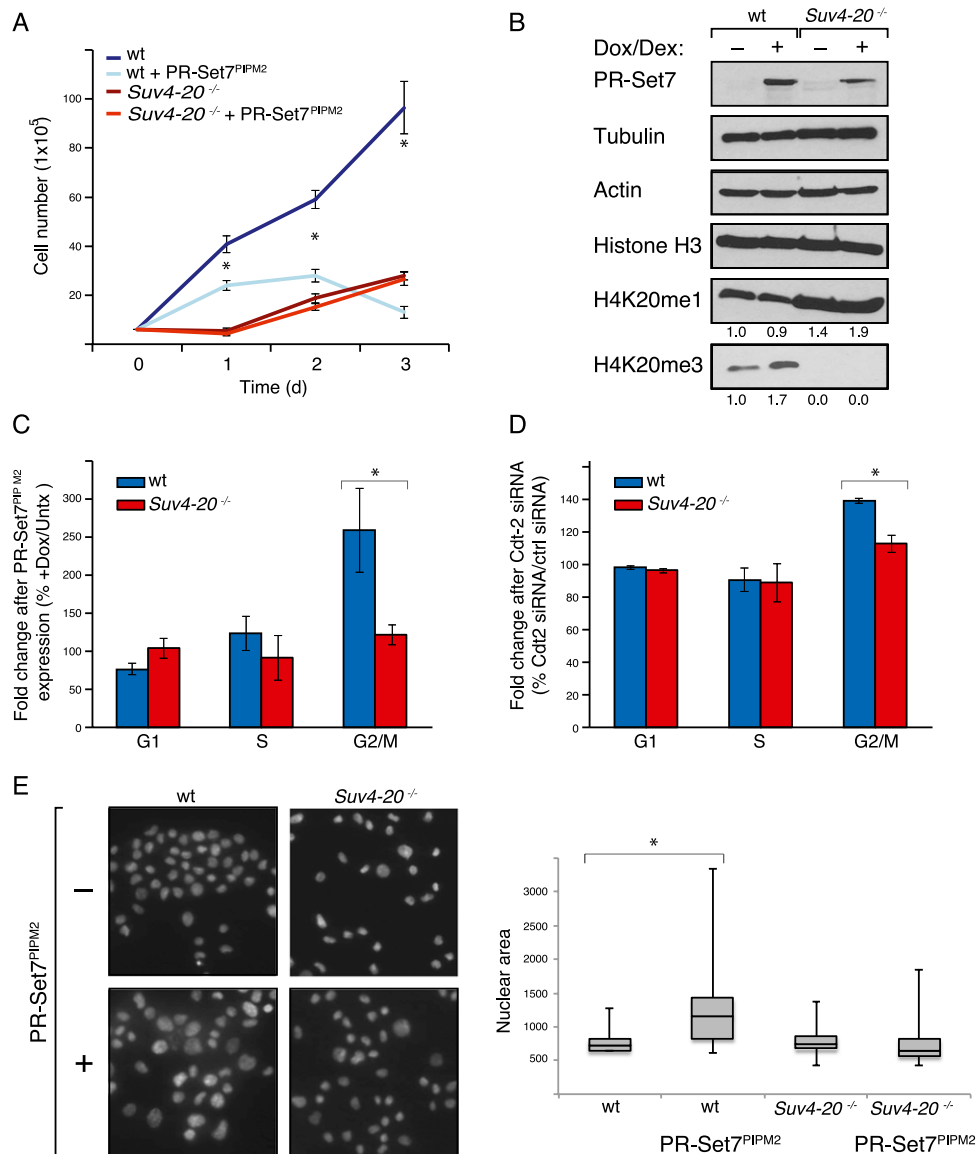 A
wt
wt + PR-Set7PIPM2
Suv4-20 -/-
Suv4-20 -/- + PR-Set7PIPM2
Cell number (1x10⁵)
100
80
60
40
20
*
*
*
0
1
2
3
Time (d)
B
wt
Suv4-20 -/-
Dox/Dex:
–
+
–
+
PR-Set7
Tubulin
Actin
Histone H3
H4K20me1
1.0
0.9
1.4
1.9
H4K20me3
1.0
1.7
0.0
0.0
C
wt
Suv4-20 -/-
*
Fold change after PR-Set7PIP M2
expression (% +Dox/Untx)
350
300
250
200
150
100
50
0
G1
S
G2/M
D
wt
Suv4-20 -/-
*
Fold change after Cdt-2 siRNA
(% Cdt2 siRNA/ctrl siRNA)
140
120
100
80
60
40
20
0
G1
S
G2/M
E
wt
Suv4-20 -/-
PR-Set7PIPM2
–
+
*
Nuclear area
3000
2500
2000
1500
1000
500
wt
wt
Suv4-20 -/-
Suv4-20 -/-
PR-Set7PIPM2
PR-Set7PIPM2